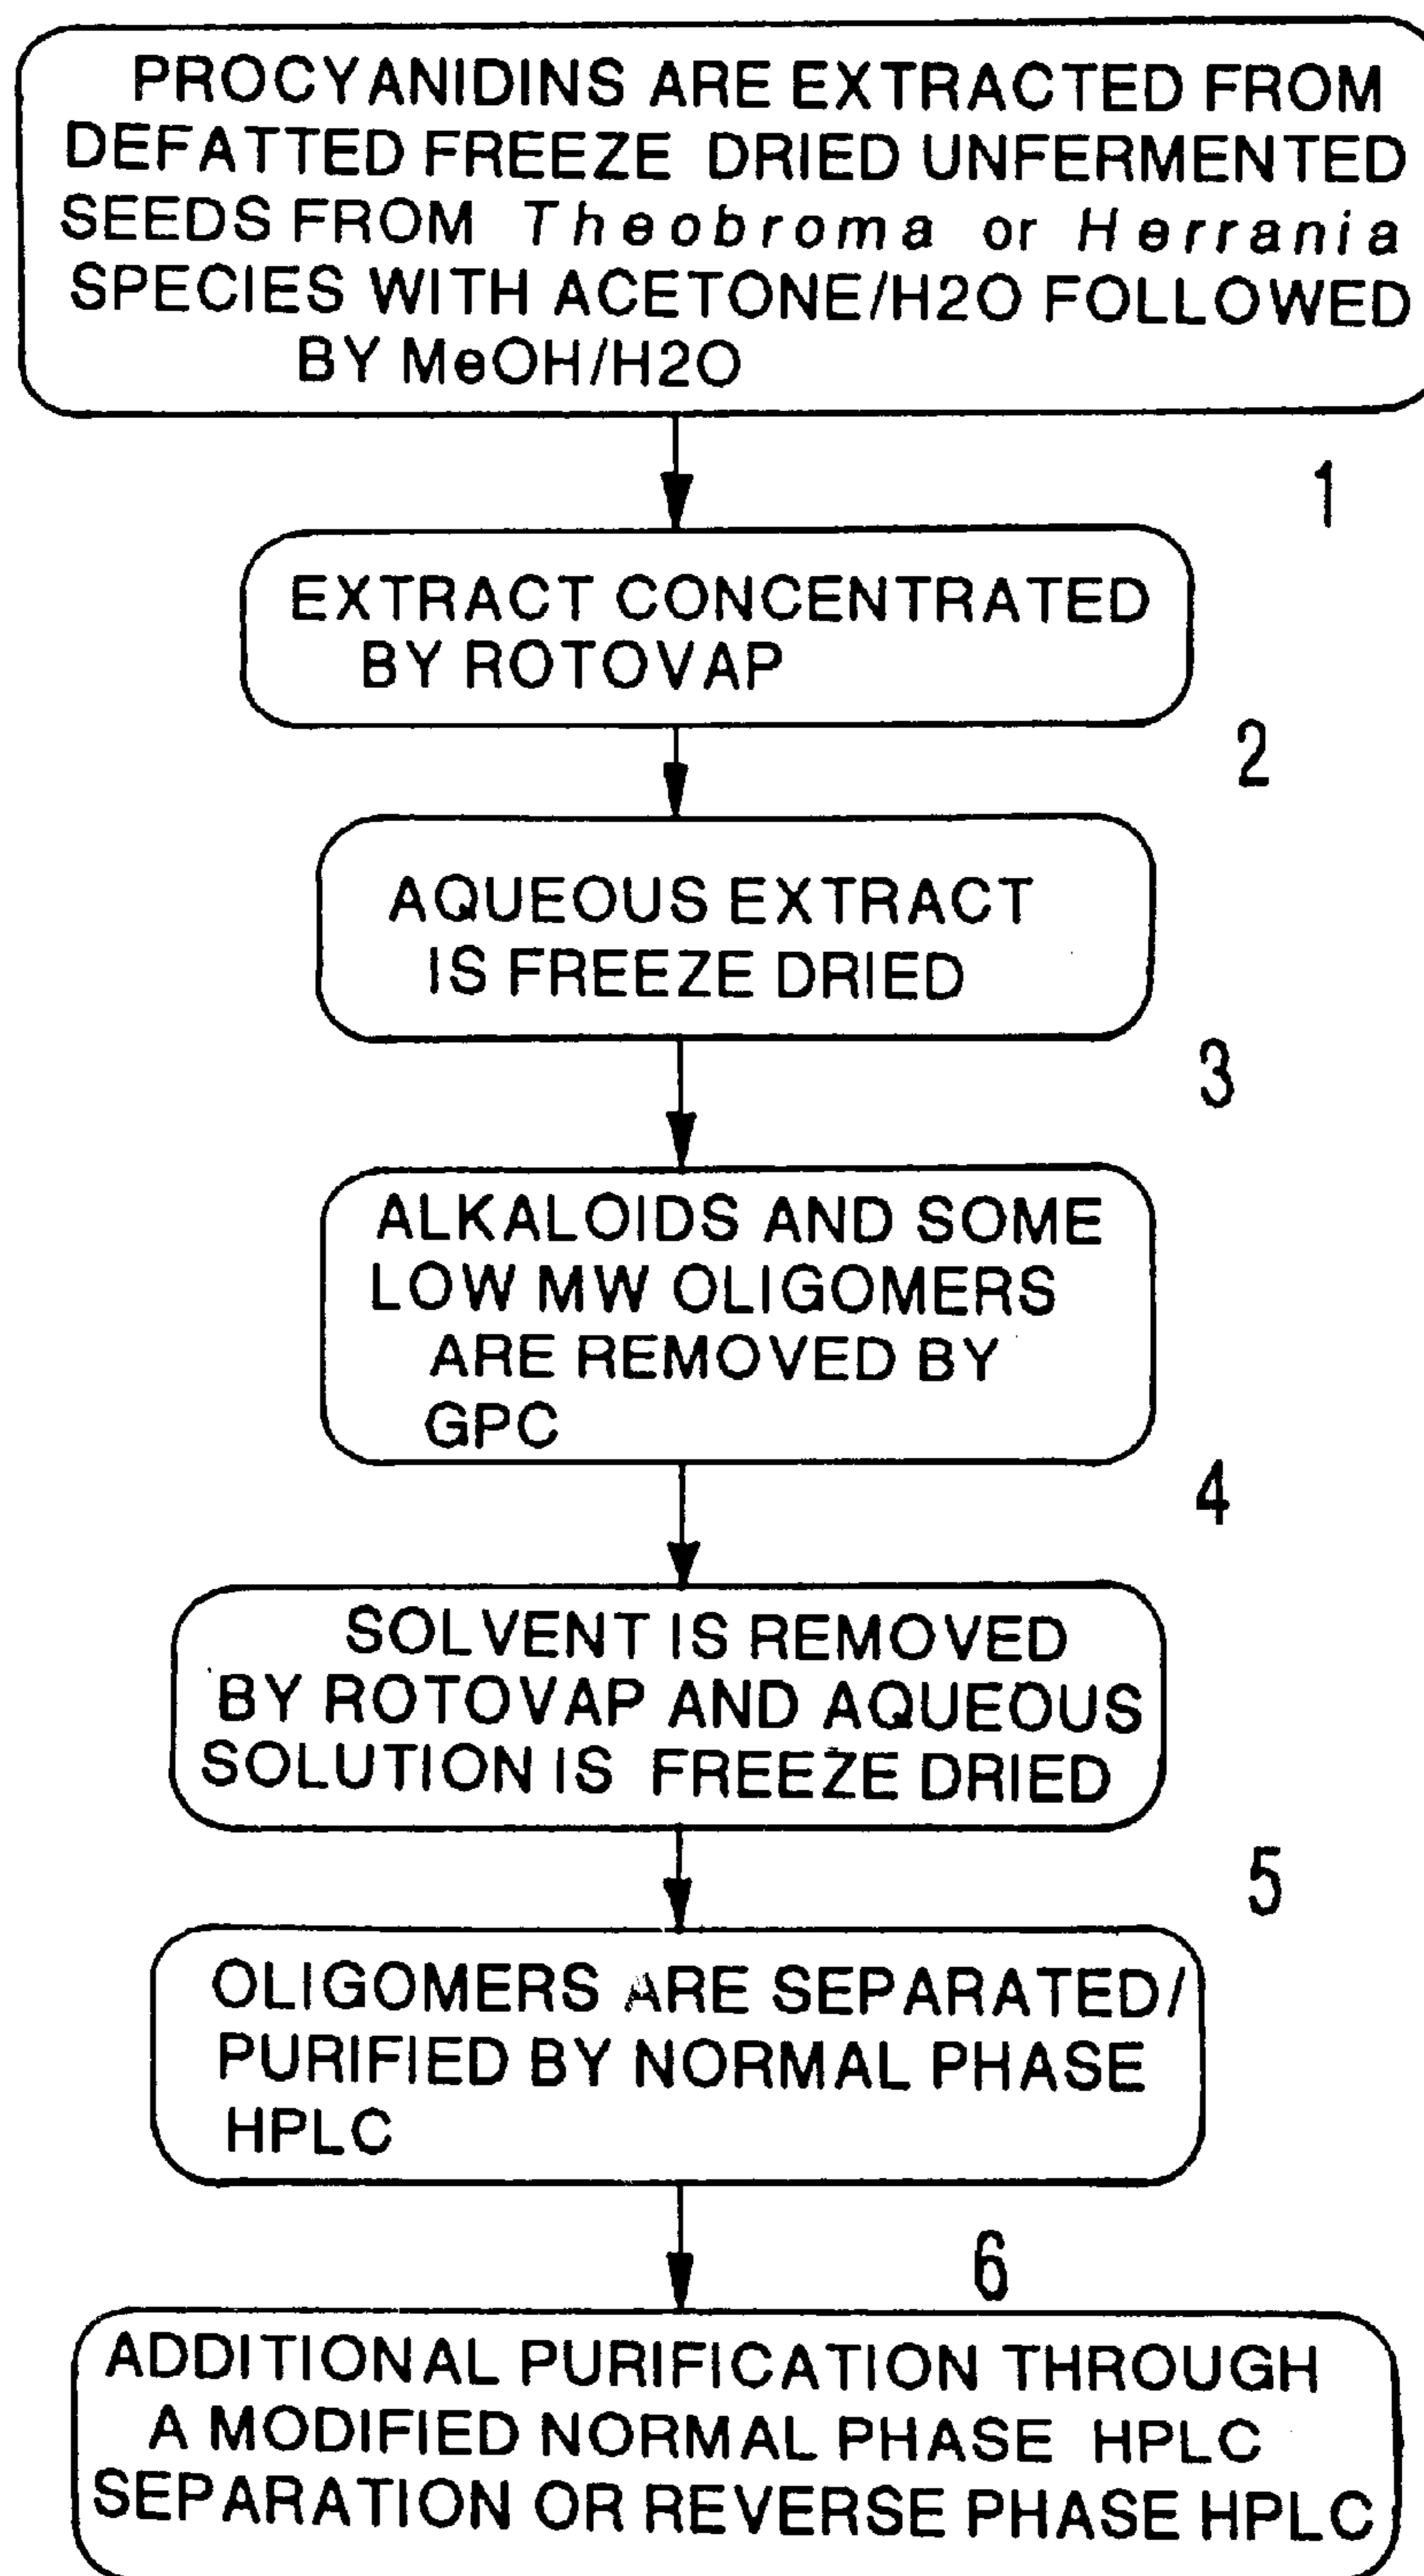 PROCYANIDINS ARE EXTRACTED FROM
DEFATTED FREEZE DRIED UNFERMENTED
SEEDS FROM Theobroma or Herrania
SPECIES WITH ACETONE/H2O FOLLOWED
BY MeOH/H2O
1
EXTRACT CONCENTRATED
BY ROTOVAP
2
AQUEOUS EXTRACT
IS FREEZE DRIED
3
ALKALOIDS AND SOME
LOW MW OLIGOMERS
ARE REMOVED BY
GPC
4
SOLVENT IS REMOVED
BY ROTOVAP AND AQUEOUS
SOLUTION IS FREEZE DRIED
5
OLIGOMERS ARE SEPARATED/
PURIFIED BY NORMAL PHASE
HPLC
6
ADDITIONAL PURIFICATION THROUGH
A MODIFIED NORMAL PHASE HPLC
SEPARATION OR REVERSE PHASE HPLC